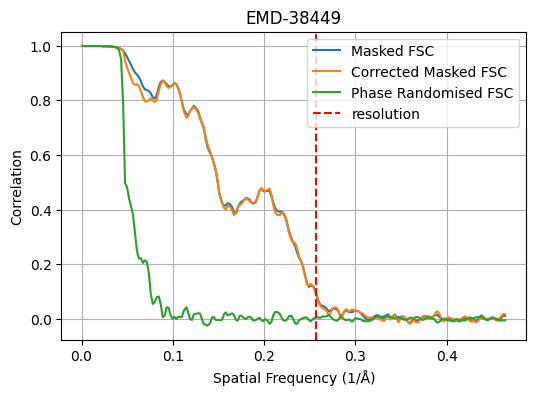 EMD-38449
Masked FSC
Corrected Masked FSC
Phase Randomised FSC
resolution
Correlation
1.0
0.8
0.6
0.4
0.2
0.0
0.0 0.1 0.2 0.3 0.4
Spatial Frequency (1/Å)